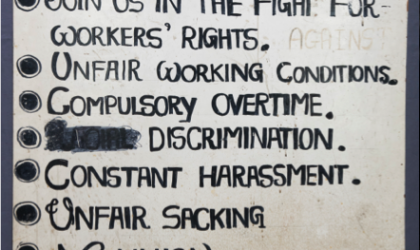 JOIN US IN THE FIGHT FOR
WORKERS' RIGHTS. AGAINST
UNFAIR WORKING CONDITIONS.
COMPULSORY OVERTIME.
DISCRIMINATION.
CONSTANT HARASSMENT.
UNFAIR SACKING